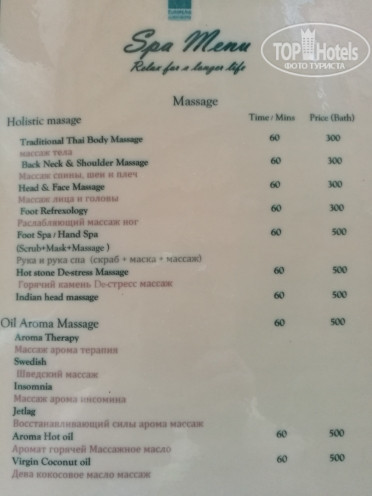 TOP Hotels
ФОТО ТУРИСТА
Spa Menu
Relax for a longer life
Massage
Holistic masage Time / Mins Price (Bath)
Traditional Thai Body Massage 60 300
массаж тела
Back Neck & Shoulder Massage 60 300
Массаж спины, шеи и плеч
Head & Face Massage 60 300
Массаж лица и головы
Foot Refrexology 60 300
Расслабляющий массаж ног
Foot Spa / Hand Spa 60 500
(Scrub+Mask+Massage )
Рука и рука спа (скраб + маска + массаж)
Hot stone De-stress Massage 60 500
Горячий камень De-стресс массаж
Indian head massage 60 500
Oil Aroma Massage 60 500
Aroma Therapy
Массаж арома терапия
Swedish
Шведский массаж
Insomnia
Массаж арома инсомниа
Jetlag
Восстанавливающий силы арома массаж
Aroma Hot oil 60 500
Аромат горячей Массажное масло
Virgin Coconut oil 60 500
Дева кокосовое масло массаж